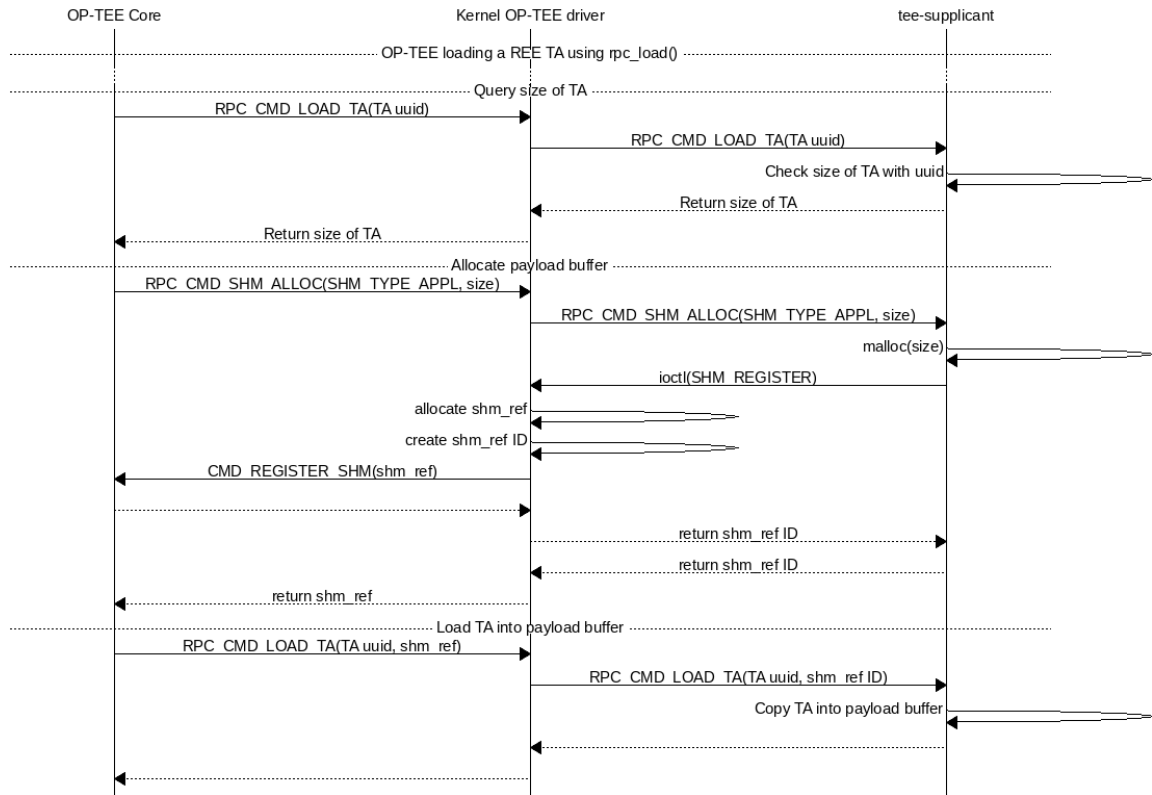 OP-TEE Core
Kernel OP-TEE driver
tee-supplicant
OP-TEE loading a REE TA using rpc_load()
Query size of TA
RPC_CMD_LOAD_TA(TA uuid)
RPC_CMD_LOAD_TA(TA uuid)
Check size of TA with uuid
Return size of TA
Return size of TA
Allocate payload buffer
RPC_CMD_SHM_ALLOC(SHM_TYPE_APPL, size)
RPC_CMD_SHM_ALLOC(SHM_TYPE_APPL, size)
malloc(size)
ioctl(SHM_REGISTER)
allocate shm_ref
create shm_ref ID
CMD_REGISTER_SHM(shm_ref)
return shm_ref ID
return shm_ref ID
return shm_ref
Load TA into payload buffer
RPC_CMD_LOAD_TA(TA uuid, shm_ref)
RPC_CMD_LOAD_TA(TA uuid, shm_ref ID)
Copy TA into payload buffer